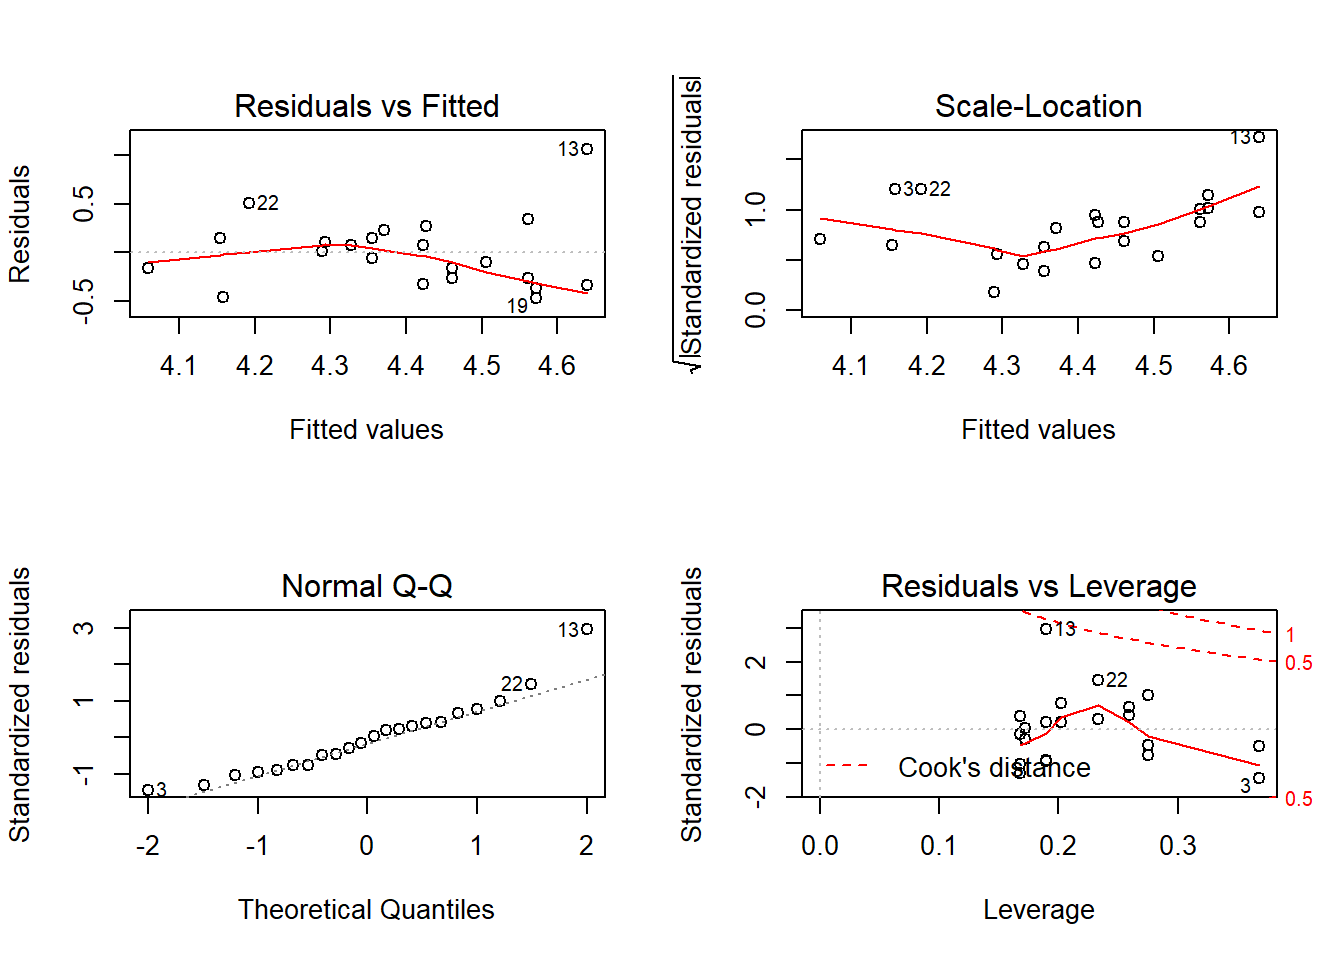 Residuals vs Fitted
Residuals
0.5
-0.5
13
22
19
4.1 4.2 4.3 4.4 4.5 4.6
Fitted values
Scale-Location
√|Standardized residuals|
1.0
0.0
3
22
13
4.1 4.2 4.3 4.4 4.5 4.6
Fitted values
Normal Q-Q
Standardized residuals
3
1
-1
13
22
3
-2 -1 0 1 2
Theoretical Quantiles
Residuals vs Leverage
Standardized residuals
2
0
-2
13
22
3
1
0.5
0.5
Cook's distance
0.0 0.1 0.2 0.3
Leverage